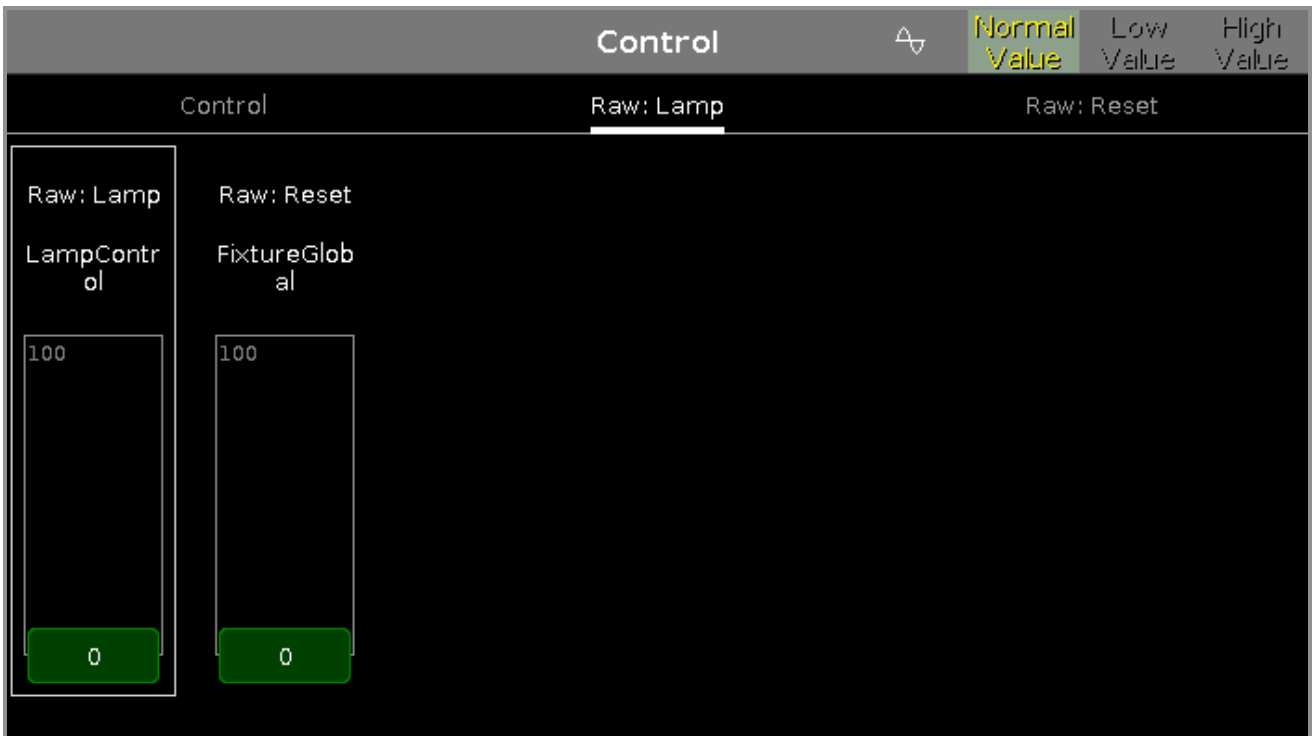 Control
Normal Value
Low Value
High Value
Control
Raw: Lamp
Raw: Reset
Raw: Lamp
LampContr
ol
100
0
Raw: Reset
FixtureGlob
al
100
0